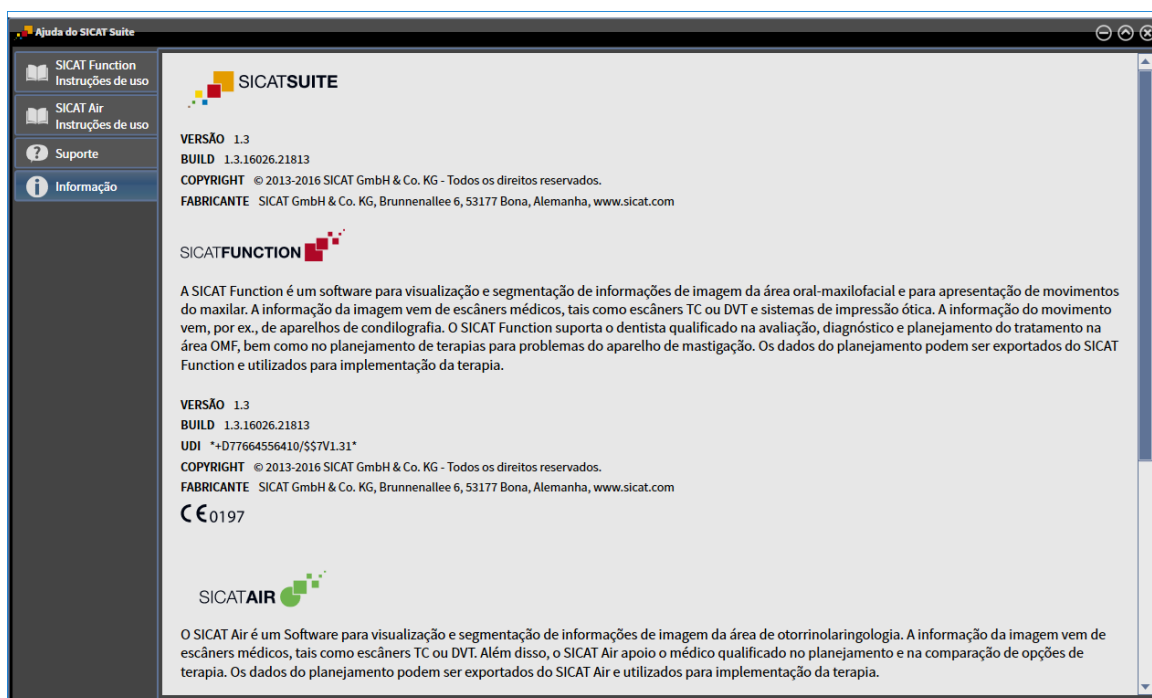 Ajuda do SICAT Suite
SICAT Function
Instruções de uso
SICAT Air
Instruções de uso
Suporte
Informação
SICATSUITE
VERSÃO 1.3
BUILD 1.3.16026.21813
COPYRIGHT © 2013-2016 SICAT GmbH & Co. KG - Todos os direitos reservados.
FABRICANTE SICAT GmbH & Co. KG, Brunnenallee 6, 53177 Bona, Alemanha, www.sicat.com
SICATFUNCTION
A SICAT Function é um software para visualização e segmentação de informações de imagem da área oral-maxilofacial e para apresentação de movimentos
do maxilar. A informação da imagem vem de escâners médicos, tais como escâners TC ou DVT e sistemas de impressão ótica. A informação do movimento
vem, por ex., de aparelhos de condilografia. O SICAT Function suporta o dentista qualificado na avaliação, diagnóstico e planejamento do tratamento na
área OMF, bem como no planejamento de terapias para problemas do aparelho de mastigação. Os dados do planejamento podem ser exportados do SICAT
Function e utilizados para implementação da terapia.
VERSÃO 1.3
BUILD 1.3.16026.21813
UDI *+D77664556410/$$7V1.31*
COPYRIGHT © 2013-2016 SICAT GmbH & Co. KG - Todos os direitos reservados.
FABRICANTE SICAT GmbH & Co. KG, Brunnenallee 6, 53177 Bona, Alemanha, www.sicat.com
CE0197
SICATAIR
O SICAT Air é um Software para visualização e segmentação de informações de imagem da área de otorrinolaringologia. A informação da imagem vem de
escâners médicos, tais como escâners TC ou DVT. Além disso, o SICAT Air apoio o médico qualificado no planejamento e na comparação de opções de
terapia. Os dados do planejamento podem ser exportados do SICAT Air e utilizados para implementação da terapia.